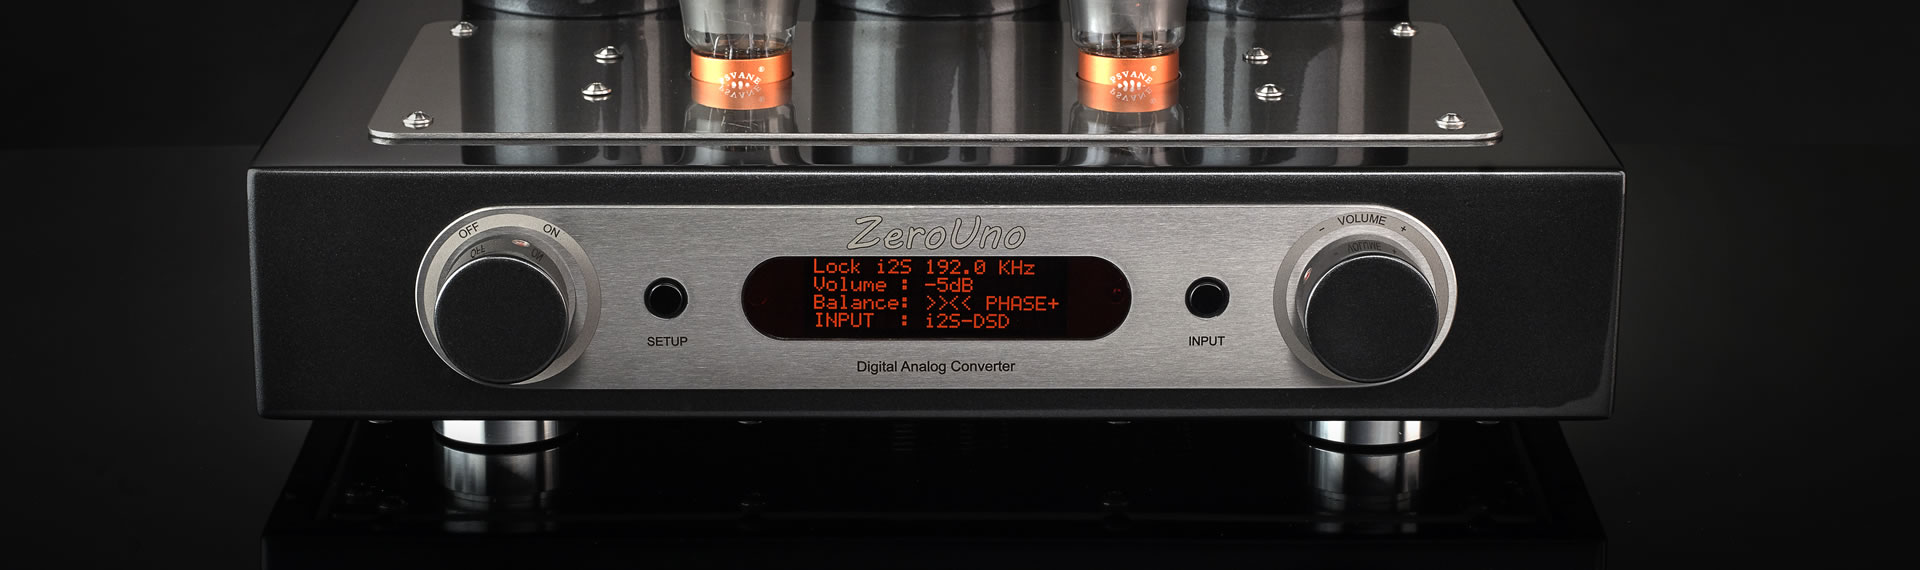 PSVANE ®
PSVANE ®
ZeroUno
OFF ON
VOLUME
- +
Lock i2S 192.0 KHz
Volume : -5dB
Balance: >>< PHASE+
INPUT : i2S-DSD
SETUP
INPUT
Digital Analog Converter